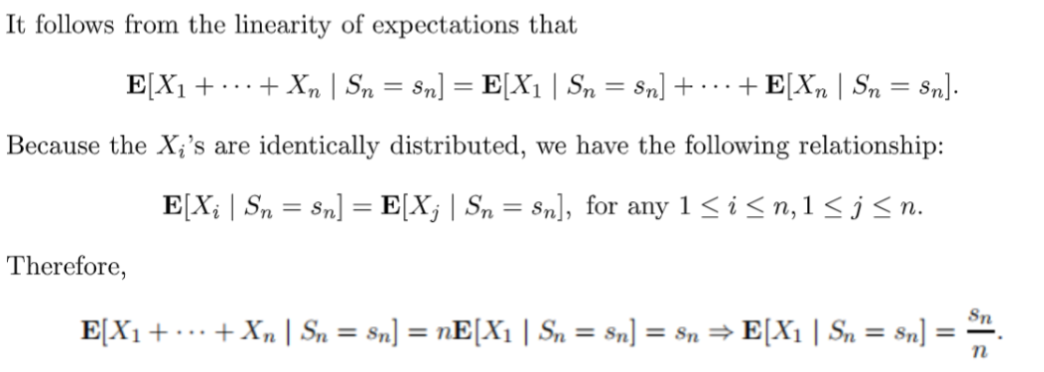 It follows from the linearity of expectations that
E[X₁ + ··· + Xₙ | Sₙ = sₙ] = E[X₁ | Sₙ = sₙ] + ··· + E[Xₙ | Sₙ = sₙ].
Because the Xᵢ's are identically distributed, we have the following relationship:
E[Xᵢ | Sₙ = sₙ] = E[Xⱼ | Sₙ = sₙ], for any 1 ≤ i ≤ n, 1 ≤ j ≤ n.
Therefore,
E[X₁ + ··· + Xₙ | Sₙ = sₙ] = nE[X₁ | Sₙ = sₙ] = sₙ ⇒ E[X₁ | Sₙ = sₙ] = sₙ/n.